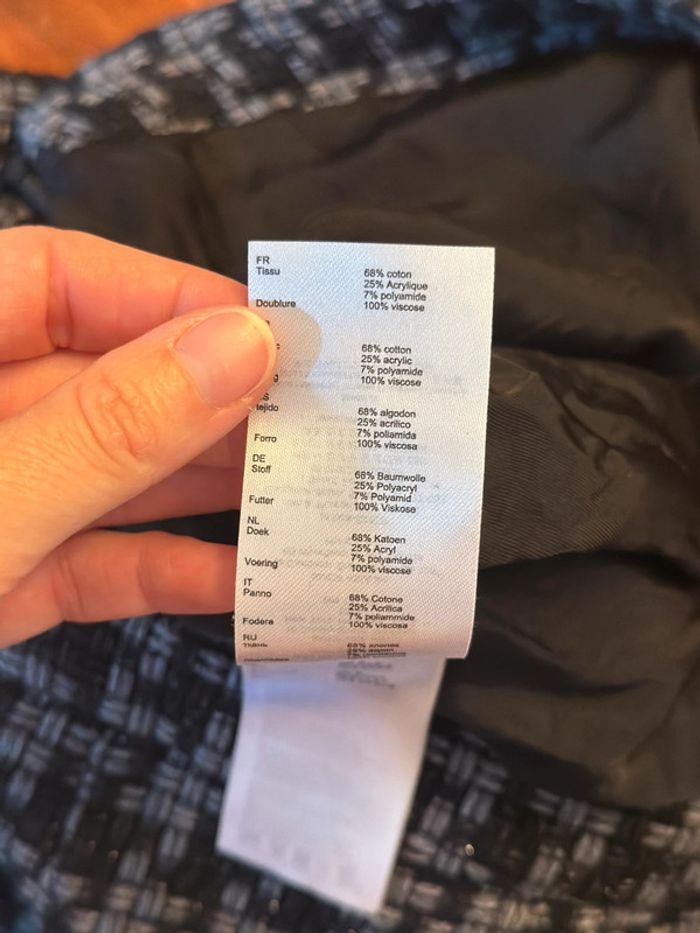 FR
Tissu 68% coton
25% Acrylique
7% polyamide
Doublure 100% viscose
68% cotton
25% acrylic
7% polyamide
100% viscose
tejido 68% algodon
25% acrilico
7% poliamida
Forro 100% viscose
DE
Stoff 68% Baumwolle
25% Polyacryl
7% Polyamid
Futter 100% Viskose
NL
Doek 68% Katoen
25% Acryl
7% polyamide
Voering 100% viscose
IT
Panno 68% Cotone
25% Acrilica
7% poliammide
Fodera 100% viscosa
RU